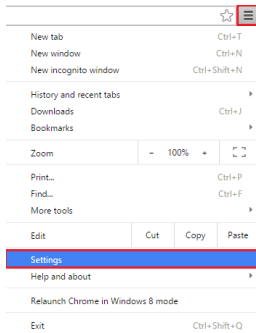 New tab Ctrl+T
New window Ctrl+N
New incognito window Ctrl+Shift+N
History and recent tabs
Downloads Ctrl+J
Bookmarks
Zoom - 100% +
Print... Ctrl+P
Find... Ctrl+F
More tools
Edit Cut Copy Paste
Settings
Help and about
Relaunch Chrome in Windows 8 mode
Exit Ctrl+Shift+Q